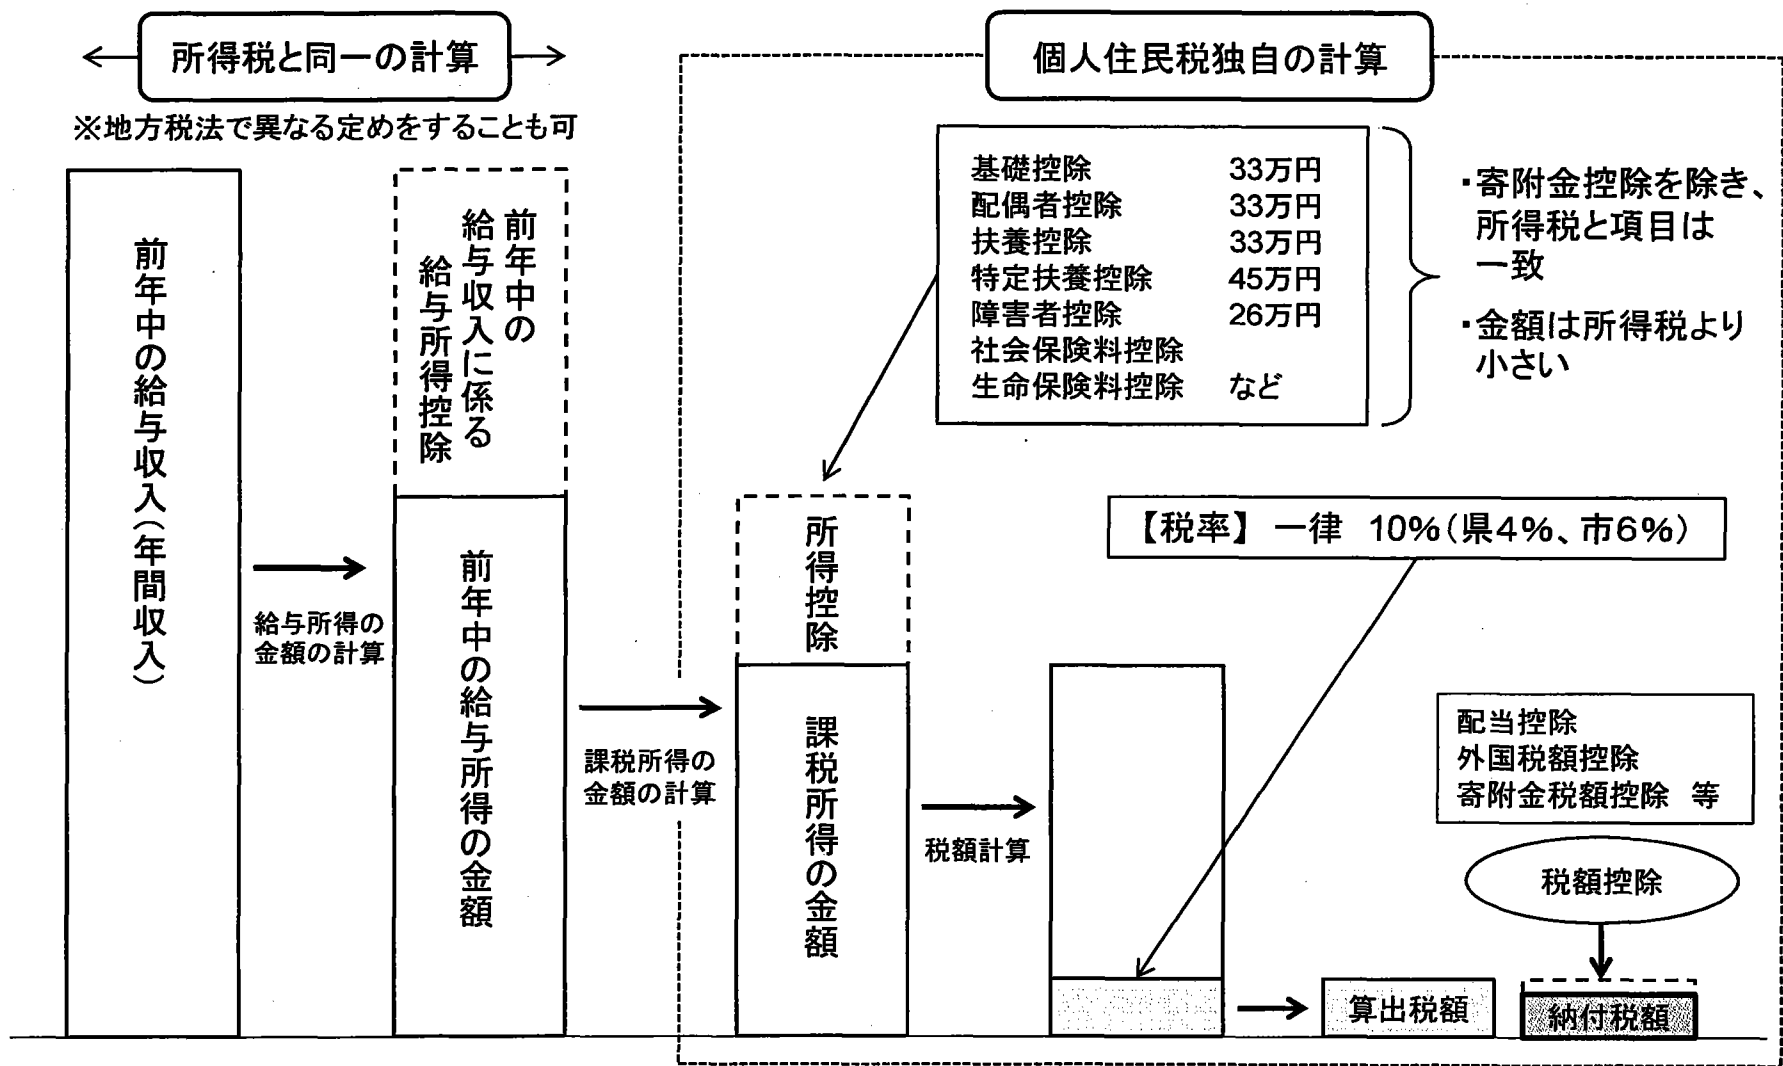 所得税と同一の計算
※地方税法で異なる定めをすることも可
個人住民税独自の計算
前年中の給与収入(年間収入)
給与所得の
金額の計算
前年中の
給与収入に係る
給与所得控除
前年中の給与所得の金額
課税所得の
金額の計算
基礎控除 33万円
配偶者控除 33万円
扶養控除 33万円
特定扶養控除 45万円
障害者控除 26万円
社会保険料控除
生命保険料控除 など
・寄附金控除を除き、
所得税と項目は
一致
・金額は所得税より
小さい
所得控除
課税所得の金額
税額計算
【税率】 一律 10%(県4%、市6%)
配当控除
外国税額控除
寄附金税額控除 等
税額控除
算出税額
納付税額